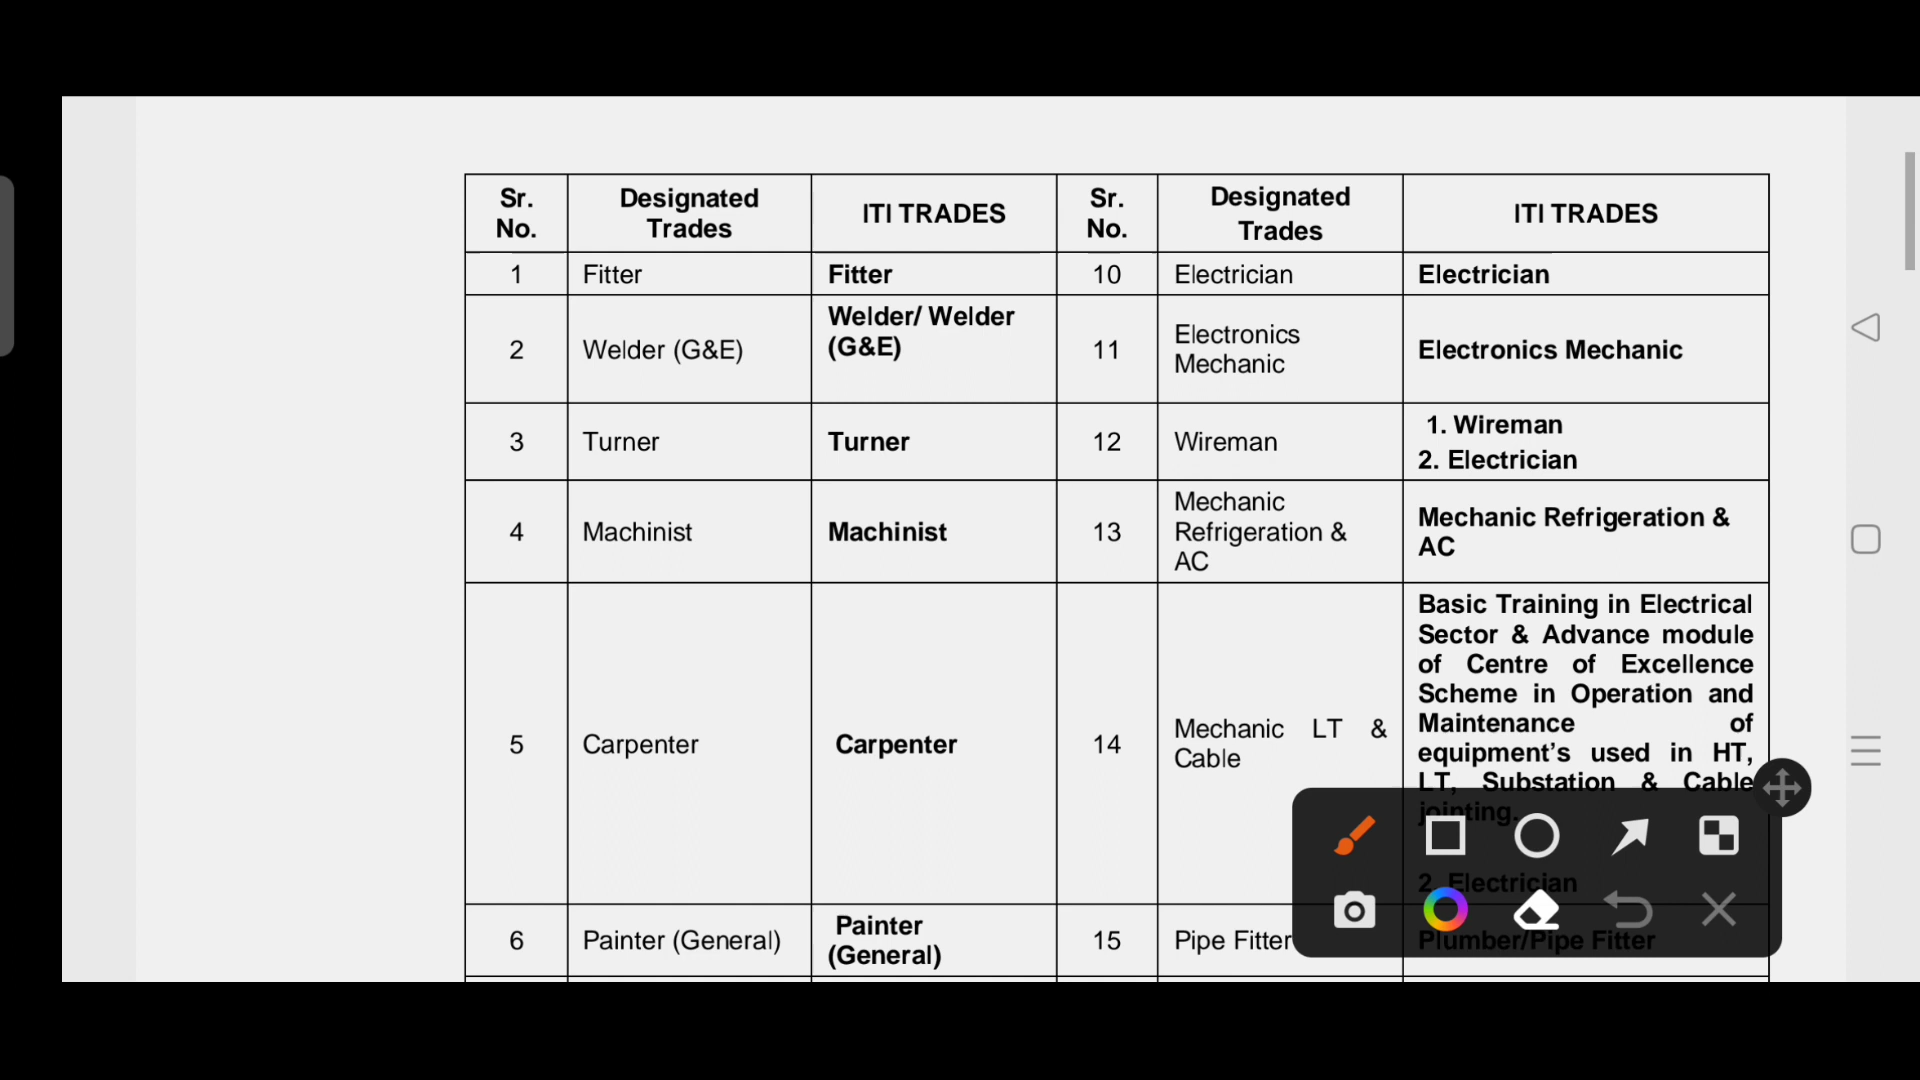 Sr. No. Designated Trades ITI TRADES Sr. No. Designated Trades ITI TRADES
1 Fitter Fitter 10 Electrician Electrician
2 Welder (G&E) Welder/ Welder (G&E) 11 Electronics Mechanic Electronics Mechanic
3 Turner Turner 12 Wireman 1. Wireman
2. Electrician
4 Machinist Machinist 13 Mechanic Refrigeration & AC Mechanic Refrigeration & AC
5 Carpenter Carpenter 14 Mechanic LT & Cable Basic Training in Electrical
Sector & Advance module
of Centre of Excellence
Scheme in Operation and
Maintenance of
equipment's used in HT,
LT, Substation & Cable
jointing.
2. Electrician
6 Painter (General) Painter (General) 15 Pipe Fitter Plumber/Pipe Fitter